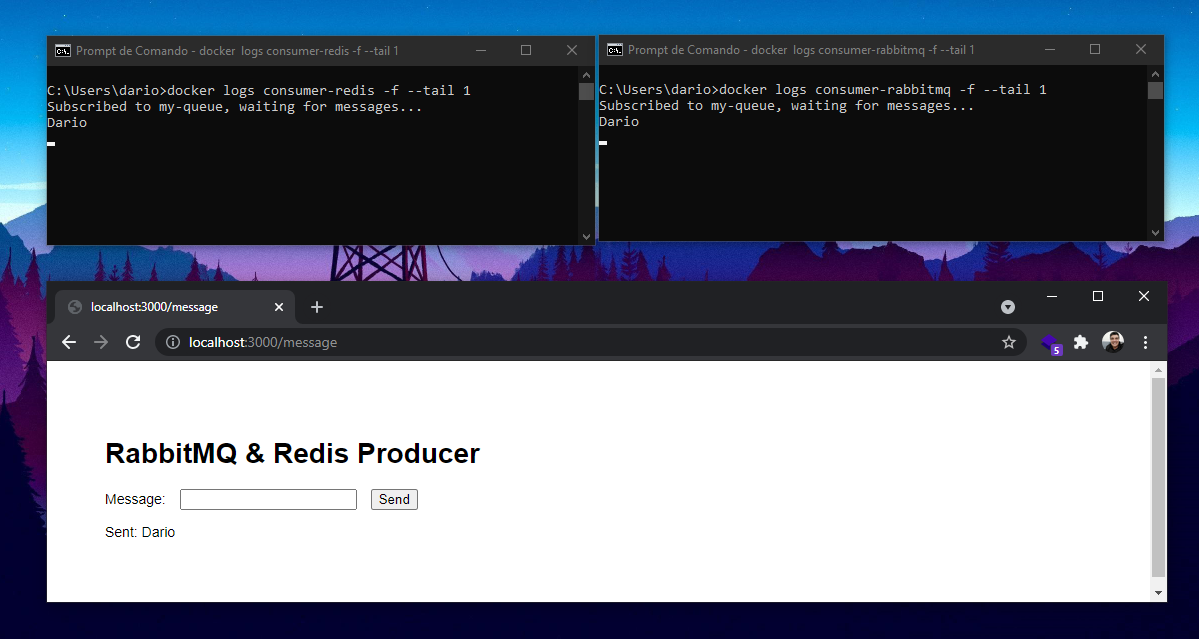 Prompt de Comando - docker  logs consumer-redis -f --tail 1
C:\Users\dario>docker logs consumer-redis -f --tail 1
Subscribed to my-queue, waiting for messages...
Dario
Prompt de Comando - docker  logs consumer-rabbitmq -f --tail 1
C:\Users\dario>docker logs consumer-rabbitmq -f --tail 1
Subscribed to my-queue, waiting for messages...
Dario
localhost:3000/message
localhost:3000/message
5
RabbitMQ & Redis Producer
Message: Send
Sent: Dario